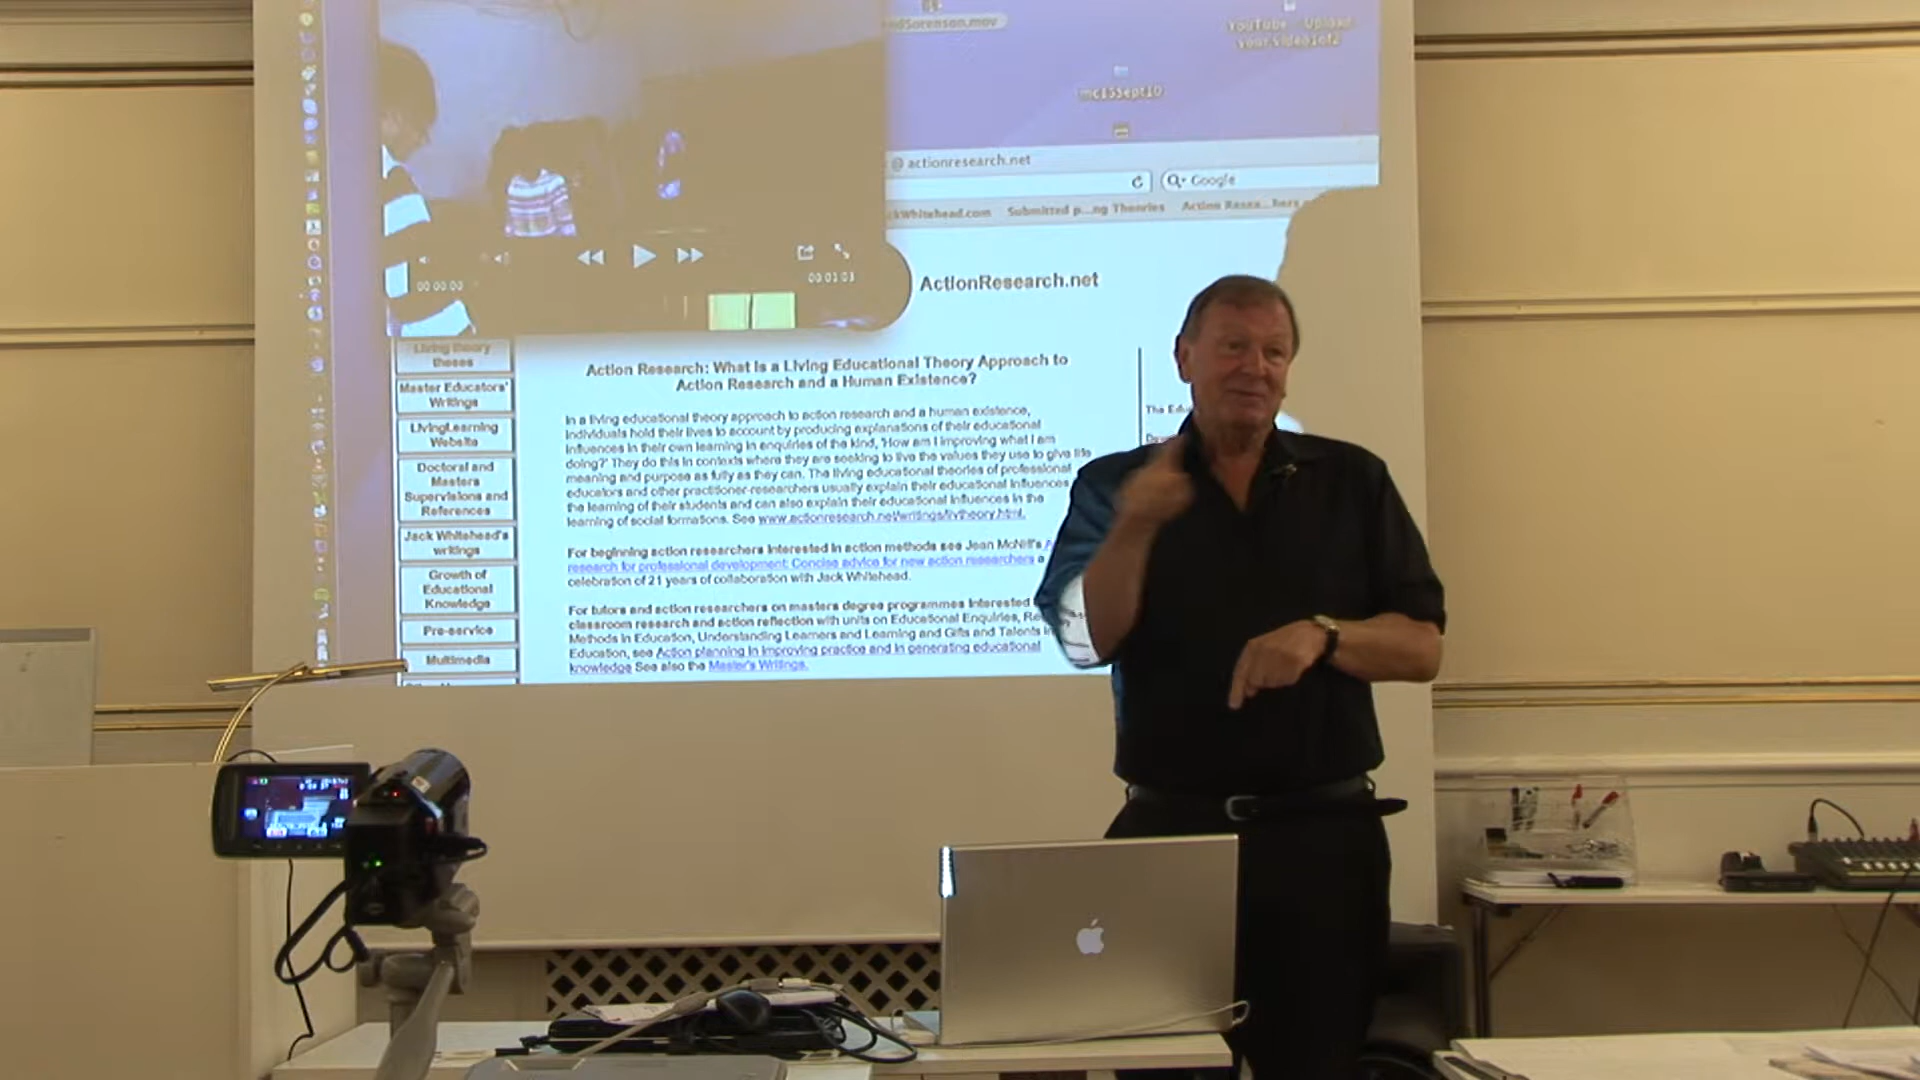 YouTube - Upload
your video1of2
mc15Sept10
@ actionresearch.net
Google
kWhitehead.com Submitted p...ng Theories Action Resea...hers
00:00:00
00:01:03
ActionResearch.net
Living theory
theses
Master Educators'
Writings
LivingLearning
Website
Doctoral and
Masters
Supervisions and
References
Jack Whitehead's
writings
Growth of
Educational
Knowledge
Pre-service
Multimedia
Action Research: What is a Living Educational Theory Approach to
Action Research and a Human Existence?
In a living educational theory approach to action research and a human existence,
individuals hold their lives to account by producing explanations of their educational
influences in their own learning in enquiries of the kind, 'How am I improving what I am
doing?' They do this in contexts where they are seeking to live the values they use to give life
meaning and purpose as fully as they can. The living educational theories of professional
educators and other practitioner-researchers usually explain their educational influences
the learning of their students and can also explain their educational influences in the
learning of social formations. See www.actionresearch.net/writings/livtheory.html.
For beginning action researchers interested in action methods see Jean McNiff's
research for professional development: Concise advice for new action researchers a
celebration of 21 years of collaboration with Jack Whitehead.
For tutors and action researchers on masters degree programmes interested
classroom research and action reflection with units on Educational Enquiries, Re
Methods in Education, Understanding Learners and Learning and Gifts and Talents in
Education, see Action planning in improving practice and in generating educational
knowledge See also the Master's Writings.
The Edu